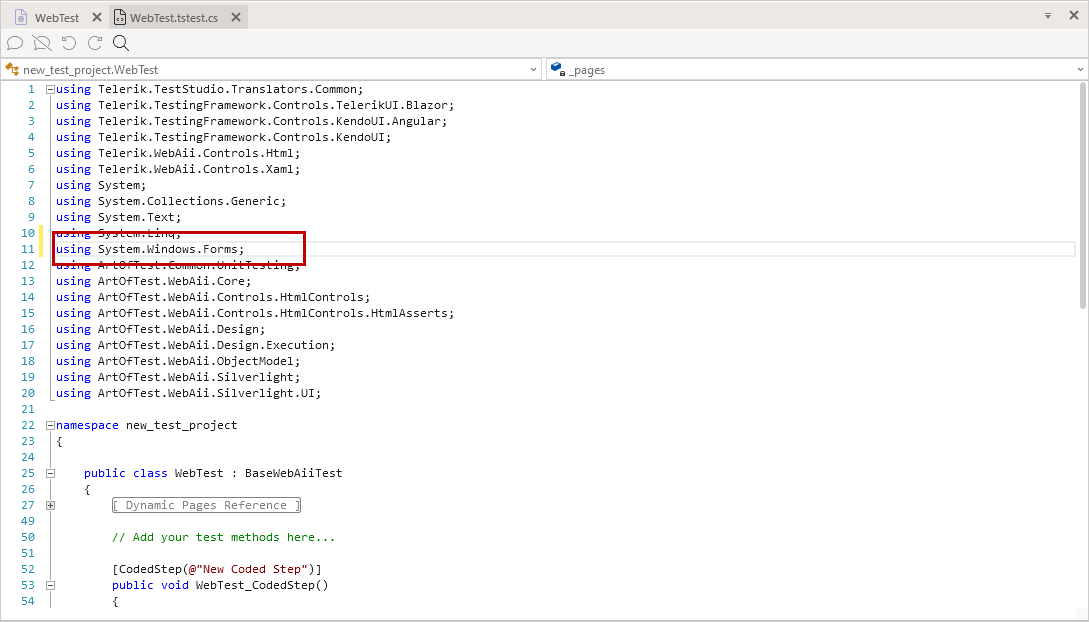 WebTest WebTest.tstest.cs
new_test_project.WebTest _pages
1 using Telerik.TestStudio.Translators.Common;
2 using Telerik.TestingFramework.Controls.TelerikUI.Blazor;
3 using Telerik.TestingFramework.Controls.KendoUI.Angular;
4 using Telerik.TestingFramework.Controls.KendoUI;
5 using Telerik.WebAii.Controls.Html;
6 using Telerik.WebAii.Controls.Xaml;
7 using System;
8 using System.Collections.Generic;
9 using System.Text;
10 using System.Linq;
11 using System.Windows.Forms;
12 using ArtOfTest.Common.UnitTesting;
13 using ArtOfTest.WebAii.Core;
14 using ArtOfTest.WebAii.Controls.HtmlControls;
15 using ArtOfTest.WebAii.Controls.HtmlControls.HtmlAsserts;
16 using ArtOfTest.WebAii.Design;
17 using ArtOfTest.WebAii.Design.Execution;
18 using ArtOfTest.WebAii.ObjectModel;
19 using ArtOfTest.WebAii.Silverlight;
20 using ArtOfTest.WebAii.Silverlight.UI;
21
22 namespace new_test_project
23 {
24
25 public class WebTest : BaseWebAiiTest
26 {
27 [ Dynamic Pages Reference ]
49
50 // Add your test methods here...
51
52 [CodedStep(@"New Coded Step")]
53 public void WebTest_CodedStep()
54 {